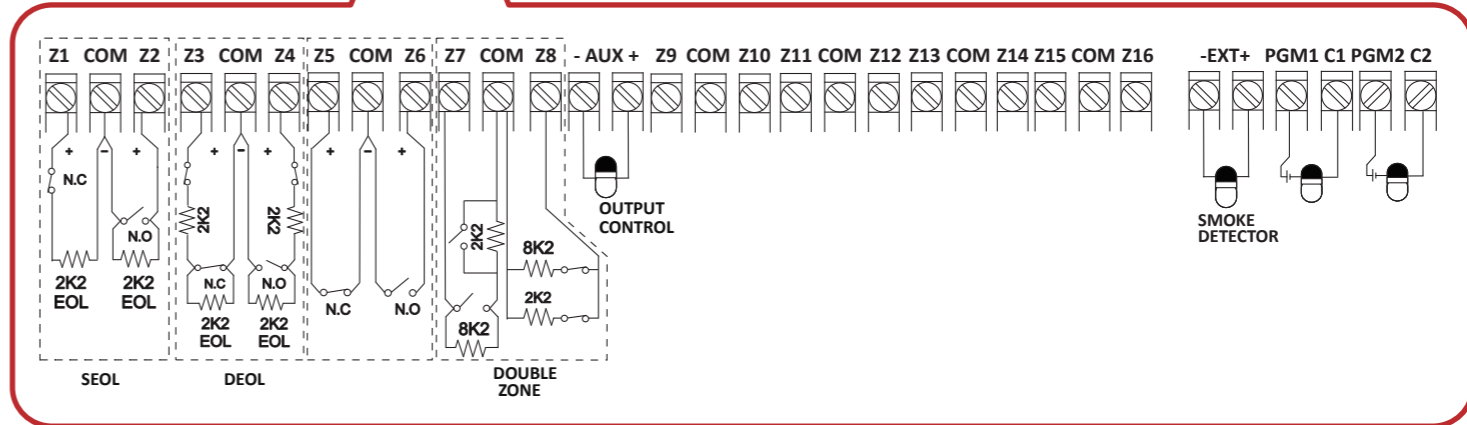 Z1 COM Z2 Z3 COM Z4 Z5 COM Z6 Z7 COM Z8 - AUX + Z9 COM Z10 Z11 COM Z12 Z13 COM Z14 Z15 COM Z16 -EXT+ PGM1 C1 PGM2 C2
+ - + + - + + - +
N.C
2K2 2K2
N.O
2K2
EOL
2K2
EOL
N.C N.O
2K2
EOL
2K2
EOL
N.C N.O
2K2
8K2
8K2
2K2
OUTPUT
CONTROL
SMOKE
DETECTOR
SEOL DEOL
DOUBLE
ZONE